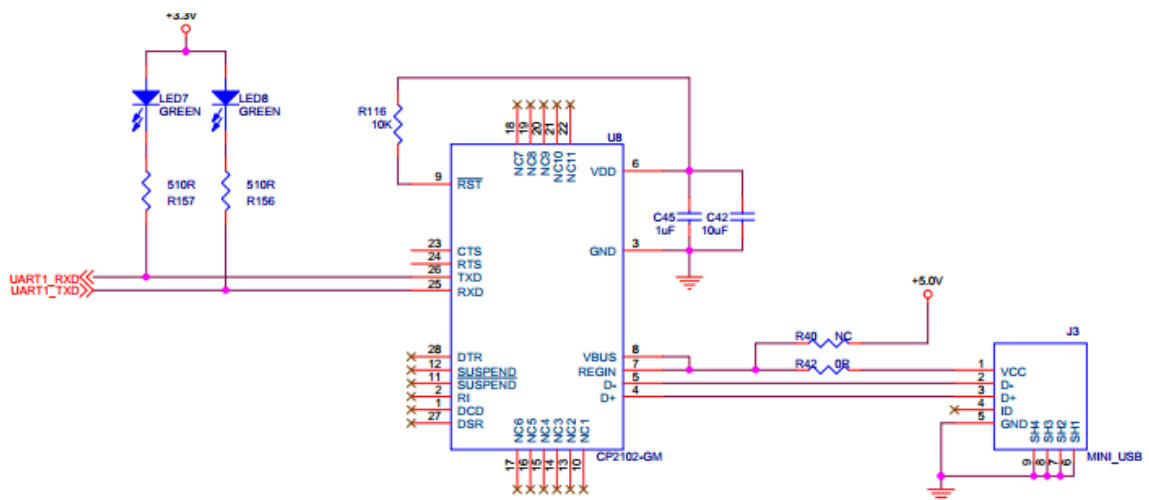 +3.3V
LED7
GREEN
LED8
GREEN
510R
R157
510R
R156
R116
10K
U8
18
19
20
21
22
NC7
NC8
NC9
NC10
NC11
9
RST
VDD
6
C45
1uF
C42
10uF
GND
3
23
CTS
24
RTS
UART1_RXD
26
TXD
UART1_TXD
25
RXD
+5.0V
R40
NC
J3
28
DTR
VBUS
8
12
SUSPEND
REGIN
7
R42
0R
1
VCC
11
SUSPEND
D-
5
2
D-
2
RI
D+
4
3
D+
1
DCD
4
ID
27
DSR
5
GND
NC6
NC5
NC4
NC3
NC2
NC1
17
16
15
14
13
10
CP2102-GM
SH4
SH3
SH2
SH1
9
8
7
6
MINI_USB